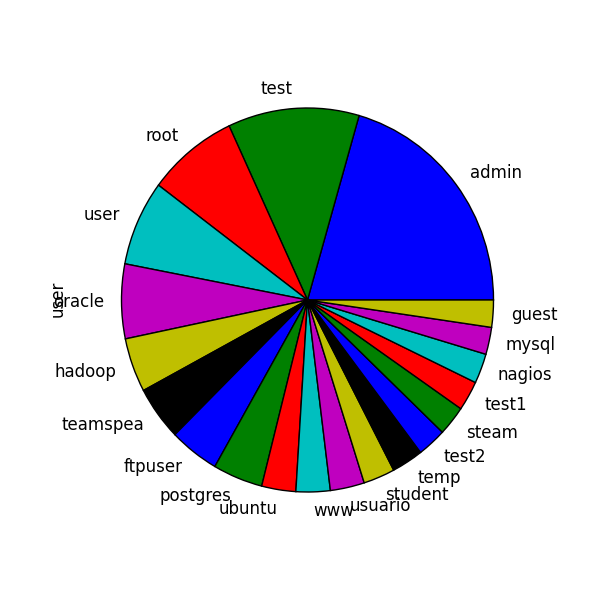 test
admin
root
user
user
oracle
hadoop
teamspea
ftpuser
postgres
ubuntu
www
usuario
student
temp
test2
steam
test1
nagios
mysql
guest